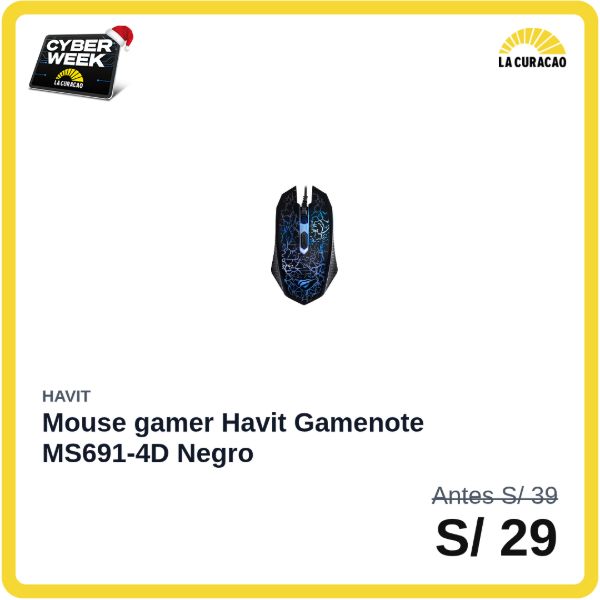 CYBER
WEEK
LA CURACAO
LA CURACAO
HAVIT
Mouse gamer Havit Gamenote
MS691-4D Negro
Antes S/ 39
S/ 29